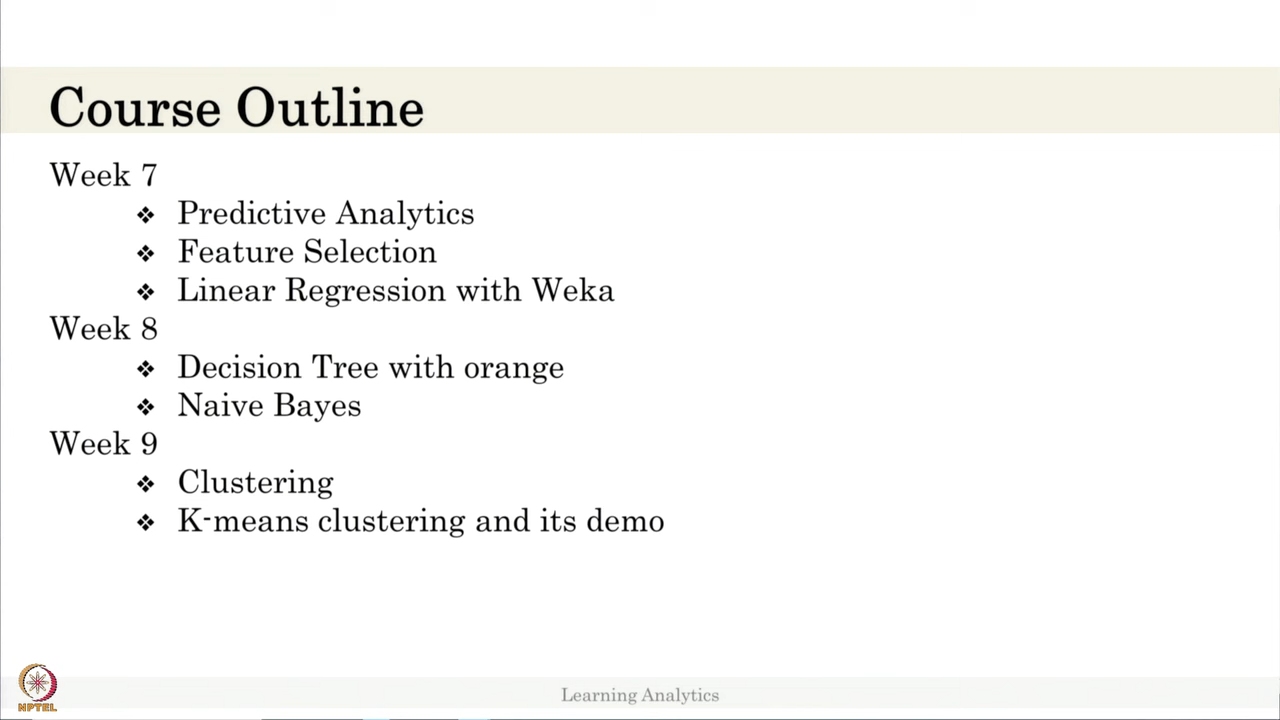 Course Outline
Week 7
❖ Predictive Analytics
❖ Feature Selection
❖ Linear Regression with Weka
Week 8
❖ Decision Tree with orange
❖ Naive Bayes
Week 9
❖ Clustering
❖ K-means clustering and its demo
NPTEL
Learning Analytics